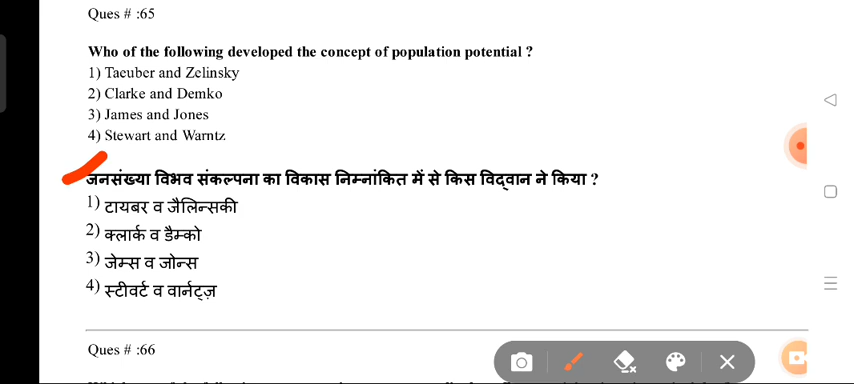 Ques # :65
Who of the following developed the concept of population potential ?
1) Taeuber and Zelinsky
2) Clarke and Demko
3) James and Jones
4) Stewart and Warntz
जनसंख्या विभव संकल्पना का विकास निम्नांकित में से किस विद्वान ने किया ?
1) टायबर व जैलिन्सकी
2) क्लार्क व डैम्को
3) जेम्स व जोन्स
4) स्टीवर्ट व वार्नट्ज़
Ques # :66